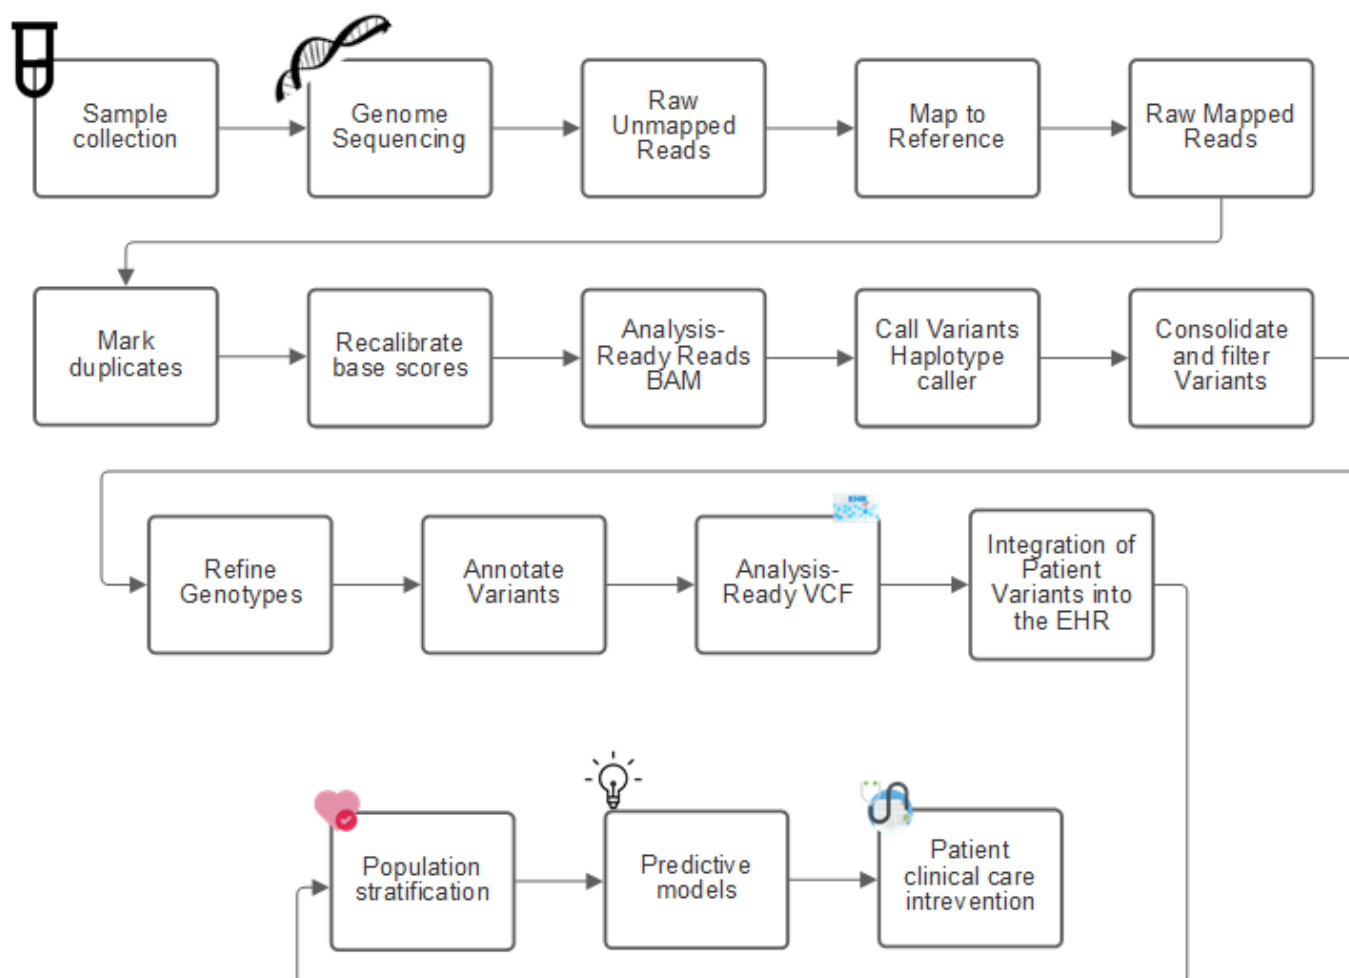 Sample
collection
Genome
Sequencing
Raw
Unmapped
Reads
Map to
Reference
Raw Mapped
Reads
Mark
duplicates
Recalibrate
base scores
Analysis-
Ready Reads
BAM
Call Variants
Haplotype
caller
Consolidate
and filter
Variants
Refine
Genotypes
Annotate
Variants
EHR
Analysis-
Ready VCF
Integration of
Patient
Variants into
the EHR
Population
stratification
Predictive
models
Patient
clinical care
intrevention